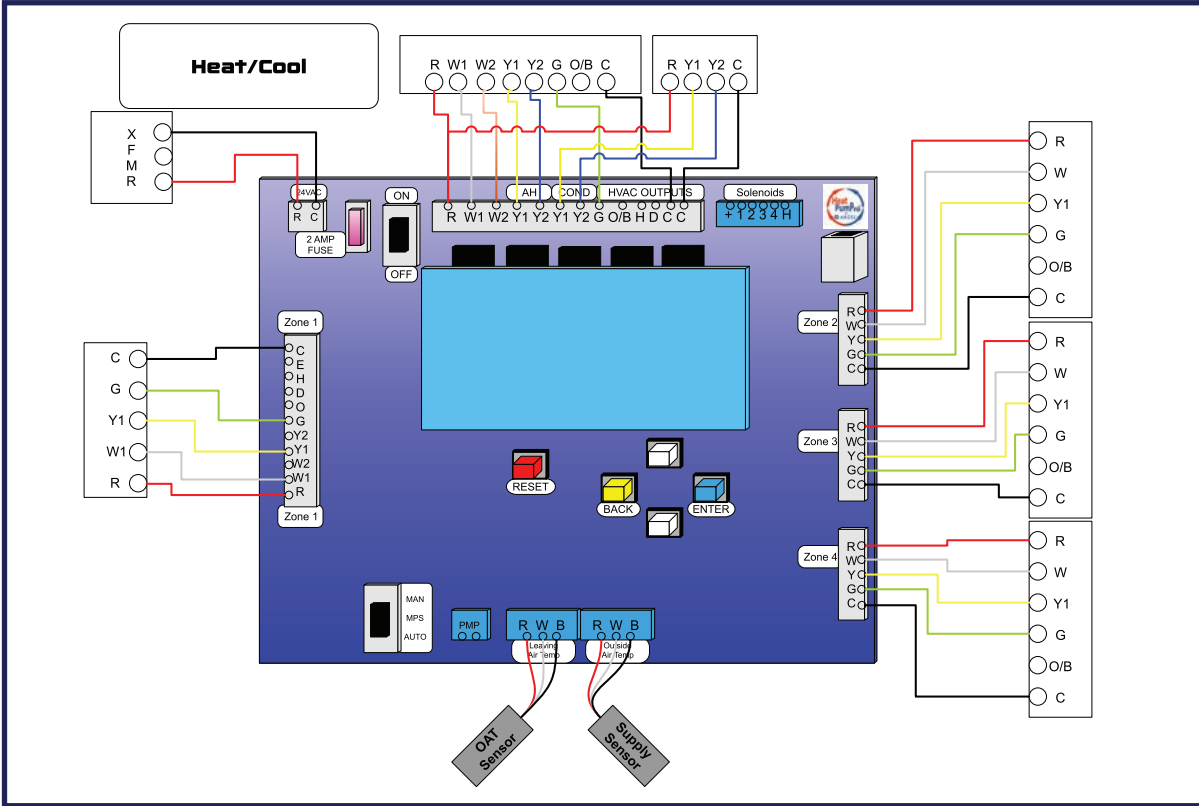 Heat/Cool
R W1 W2 Y1 Y2 G O/B C
R Y1 Y2 C
X
F
M
R
24VAC
R C
2 AMP
FUSE
ON
OFF
AH
COND
HVAC OUTPUTS
R W1 W2 Y1 Y2 Y1 Y2 G O/B H D C C
Solenoids
+ 1 2 3 4 H
Heat
PumPro
Zone 1
C
E
H
D
O
G
Y2
Y1
W2
W1
R
Zone 1
C
G
Y1
W1
R
Zone 2
R
W
Y
G
C
Zone 3
R
W
Y
G
C
Zone 4
R
W
Y
G
C
R
W
Y1
G
O/B
C
R
W
Y1
G
O/B
C
R
W
Y1
G
O/B
C
RESET
BACK
ENTER
MAN
MPS
AUTO
PMP
R W B
Leaving
Air Temp
R W B
Outside
Air Temp
OAT
Sensor
Supply
Sensor